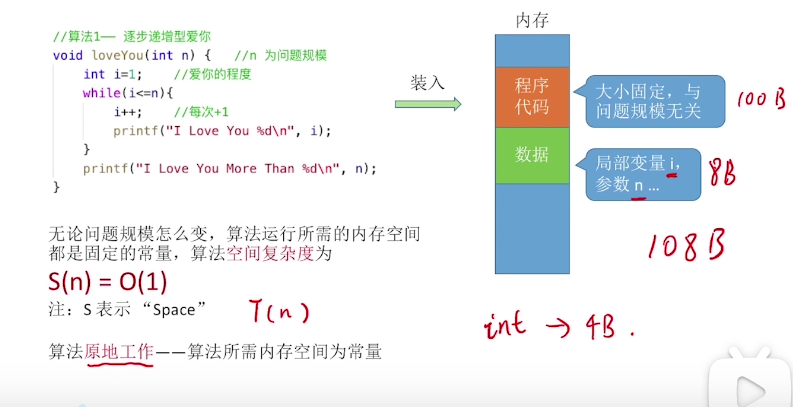 //算法1— 逐步递增型爱你
void loveYou(int n) {   //n 为问题规模
    int i=1;    //爱你的程度
    while(i<=n){
        i++;    //每次+1
        printf("I Love You %d\n", i);
    }
    printf("I Love You More Than %d\n", n);
}
装入
内存
程序
代码
数据
大小固定，与
问题规模无关
100B
局部变量 i，
参数 n ...
8B
108B
无论问题规模怎么变，算法运行所需的内存空间
都是固定的常量，算法空间复杂度为
S(n) = O(1)
注：S 表示 “Space”
T(n)
int → 4B .
算法原地工作——算法所需内存空间为常量